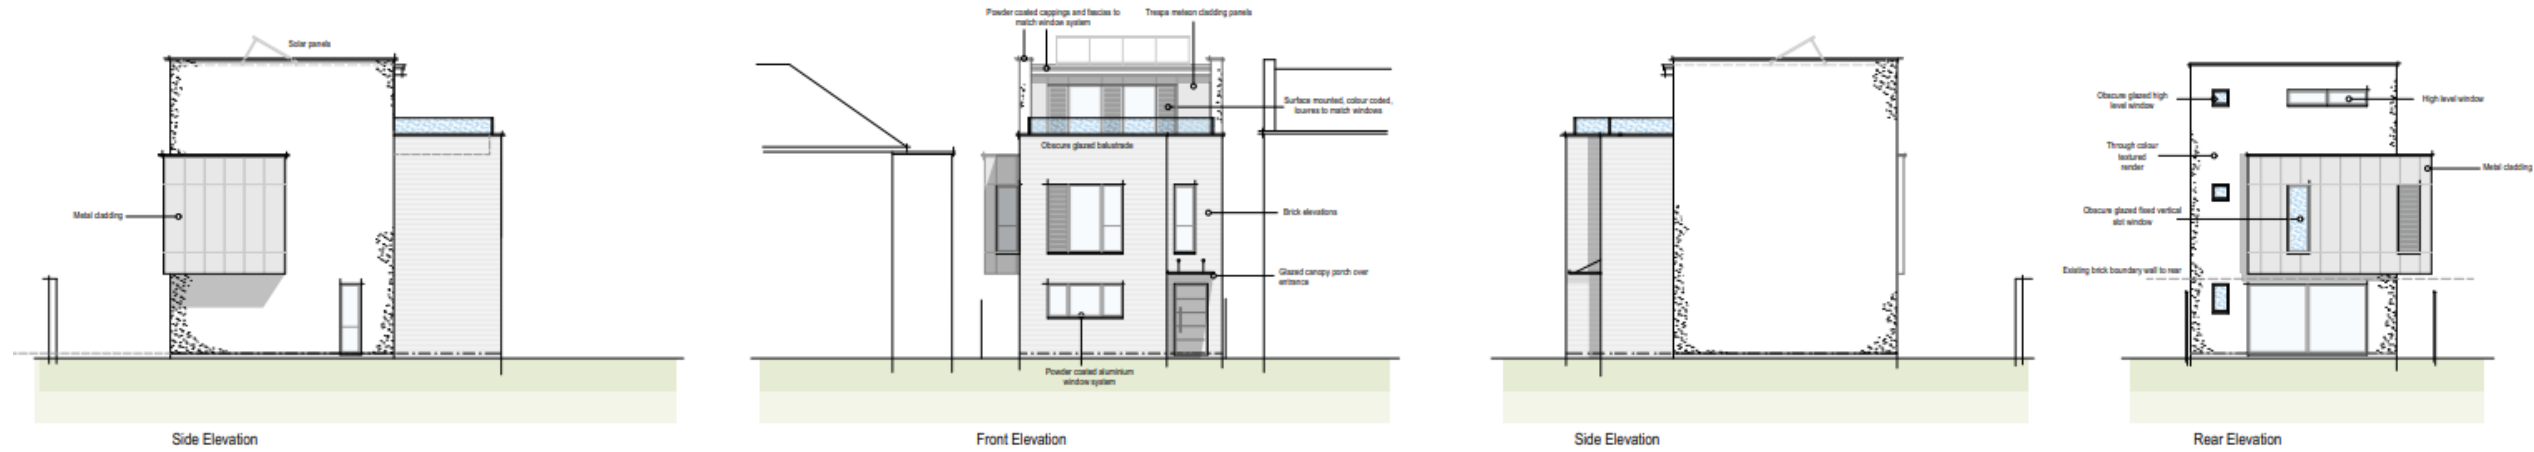 Solar panels
Metal cladding
Side Elevation
Powder coated cappings and fascias to
match window system
Trespa meteon cladding panels
Surface mounted, colour coded,
louvres to match windows
Obscure glazed balustrade
Brick elevations
Glazed canopy porch over
entrance
Powder coated aluminium
window system
Front Elevation
Side Elevation
Obscure glazed high
level window
High level window
Through colour
textured
render
Metal cladding
Obscure glazed fixed vertical
slot window
Existing brick boundary wall to rear
Rear Elevation